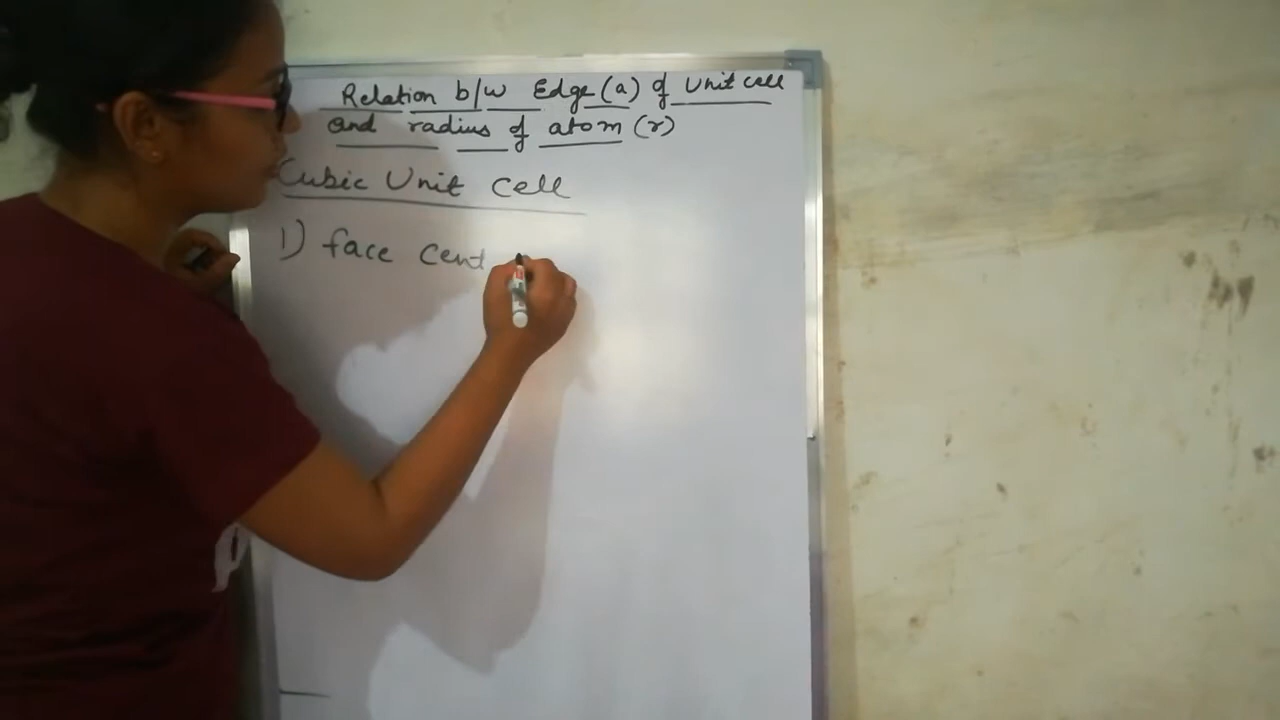 Relation b/w Edge (a) of Unit cell
and radius of atom (r)
Cubic Unit Cell
1) face cent